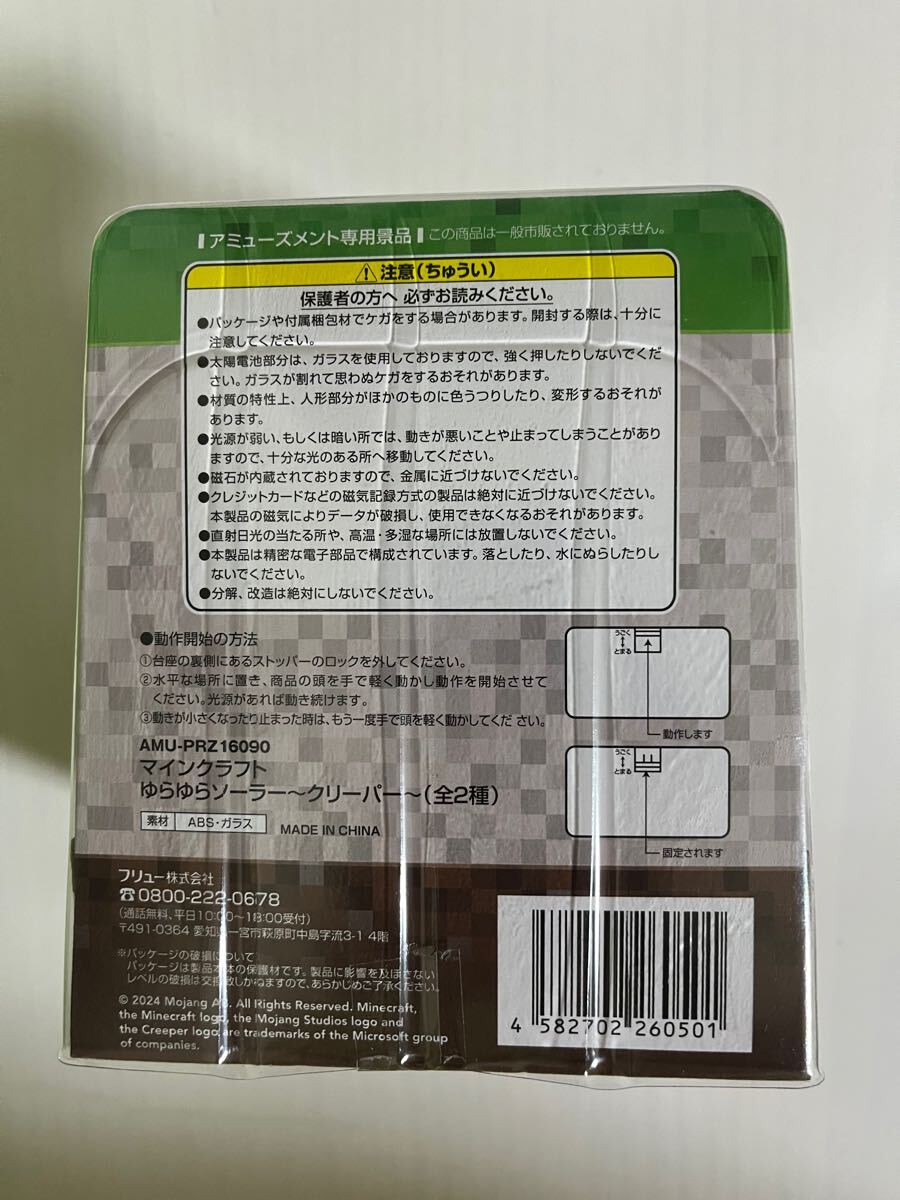 アミューズメント専用景品 この商品は一般市販されておりません。
⚠注意(ちゅうい)
保護者の方へ 必ずお読みください。
●パッケージや付属梱包材でケガをする場合があります。開封する際は、十分に
注意してください。
●太陽電池部分は、ガラスを使用しておりますので、強く押したりしないでくだ
さい。ガラスが割れて思わぬケガをするおそれがあります。
●材質の特性上、人形部分がほかのものに色うつりしたり、変形するおそれが
あります。
●光源が弱い、もしくは暗い所では、動きが悪いことや止まってしまうことがあり
ますので、十分な光のある所へ移動してください。
●磁石が内蔵されておりますので、金属に近づけないでください。
●クレジットカードなどの磁気記録方式の製品は絶対に近づけないでください。
本製品の磁気によりデータが破損し、使用できなくなるおそれがあります。
●直射日光の当たる所や、高温・多湿な場所には放置しないでください。
●本製品は精密な電子部品で構成されています。落としたり、水にぬらしたりし
ないでください。
●分解、改造は絶対にしないでください。
●動作開始の方法
①台座の裏側にあるストッパーのロックを外してください。
②水平な場所に置き、商品の頭を手で軽く動かし動作を開始させて
ください。光源があれば動き続けます。
③動きが小さくなったり止まった時は、もう一度手で頭を軽く動かしてくだ さい。
うごく
とまる
動作します
うごく
とまる
固定されます
AMU-PRZ16090
マインクラフト
ゆらゆらソーラー〜クリーパー〜(全2種)
素材 ABS・ガラス
MADE IN CHINA
フリュー株式会社
☎0800-222-0678
(通話無料、平日10:00〜18:00受付)
〒491-0364 愛知県一宮市萩原町中島字流3-1 4階
※パッケージの破損について
パッケージは製品本体の保護材です。製品に影響を及ぼさない
レベルの破損は交換致しかねますので、あらかじめご了承ください。
© 2024 Mojang AB. All Rights Reserved. Minecraft,
the Minecraft logo, the Mojang Studios logo and
the Creeper logo are trademarks of the Microsoft group
of companies.
4 582702 260501